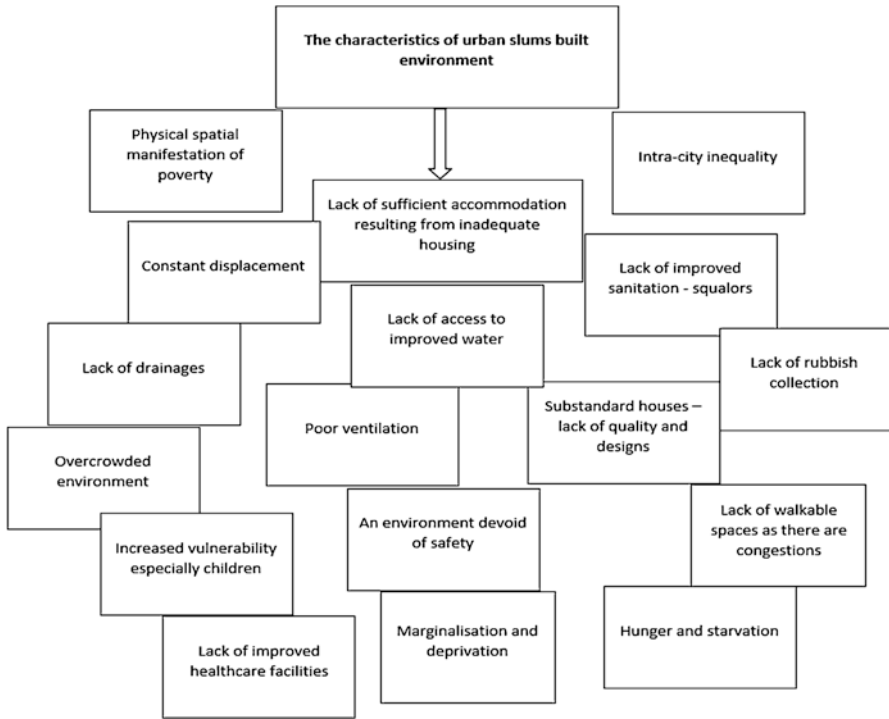 The characteristics of urban slums built
environment
Physical spatial
manifestation of
poverty
Intra-city inequality
Lack of sufficient accommodation
resulting from inadequate
housing
Constant displacement
Lack of improved
sanitation - squalors
Lack of access to
improved water
Lack of drainages
Lack of rubbish
collection
Poor ventilation
Substandard houses –
lack of quality and
designs
Overcrowded
environment
An environment devoid
of safety
Lack of walkable
spaces as there are
congestions
Increased vulnerability
especially children
Marginalisation and
deprivation
Hunger and starvation
Lack of improved
healthcare facilities